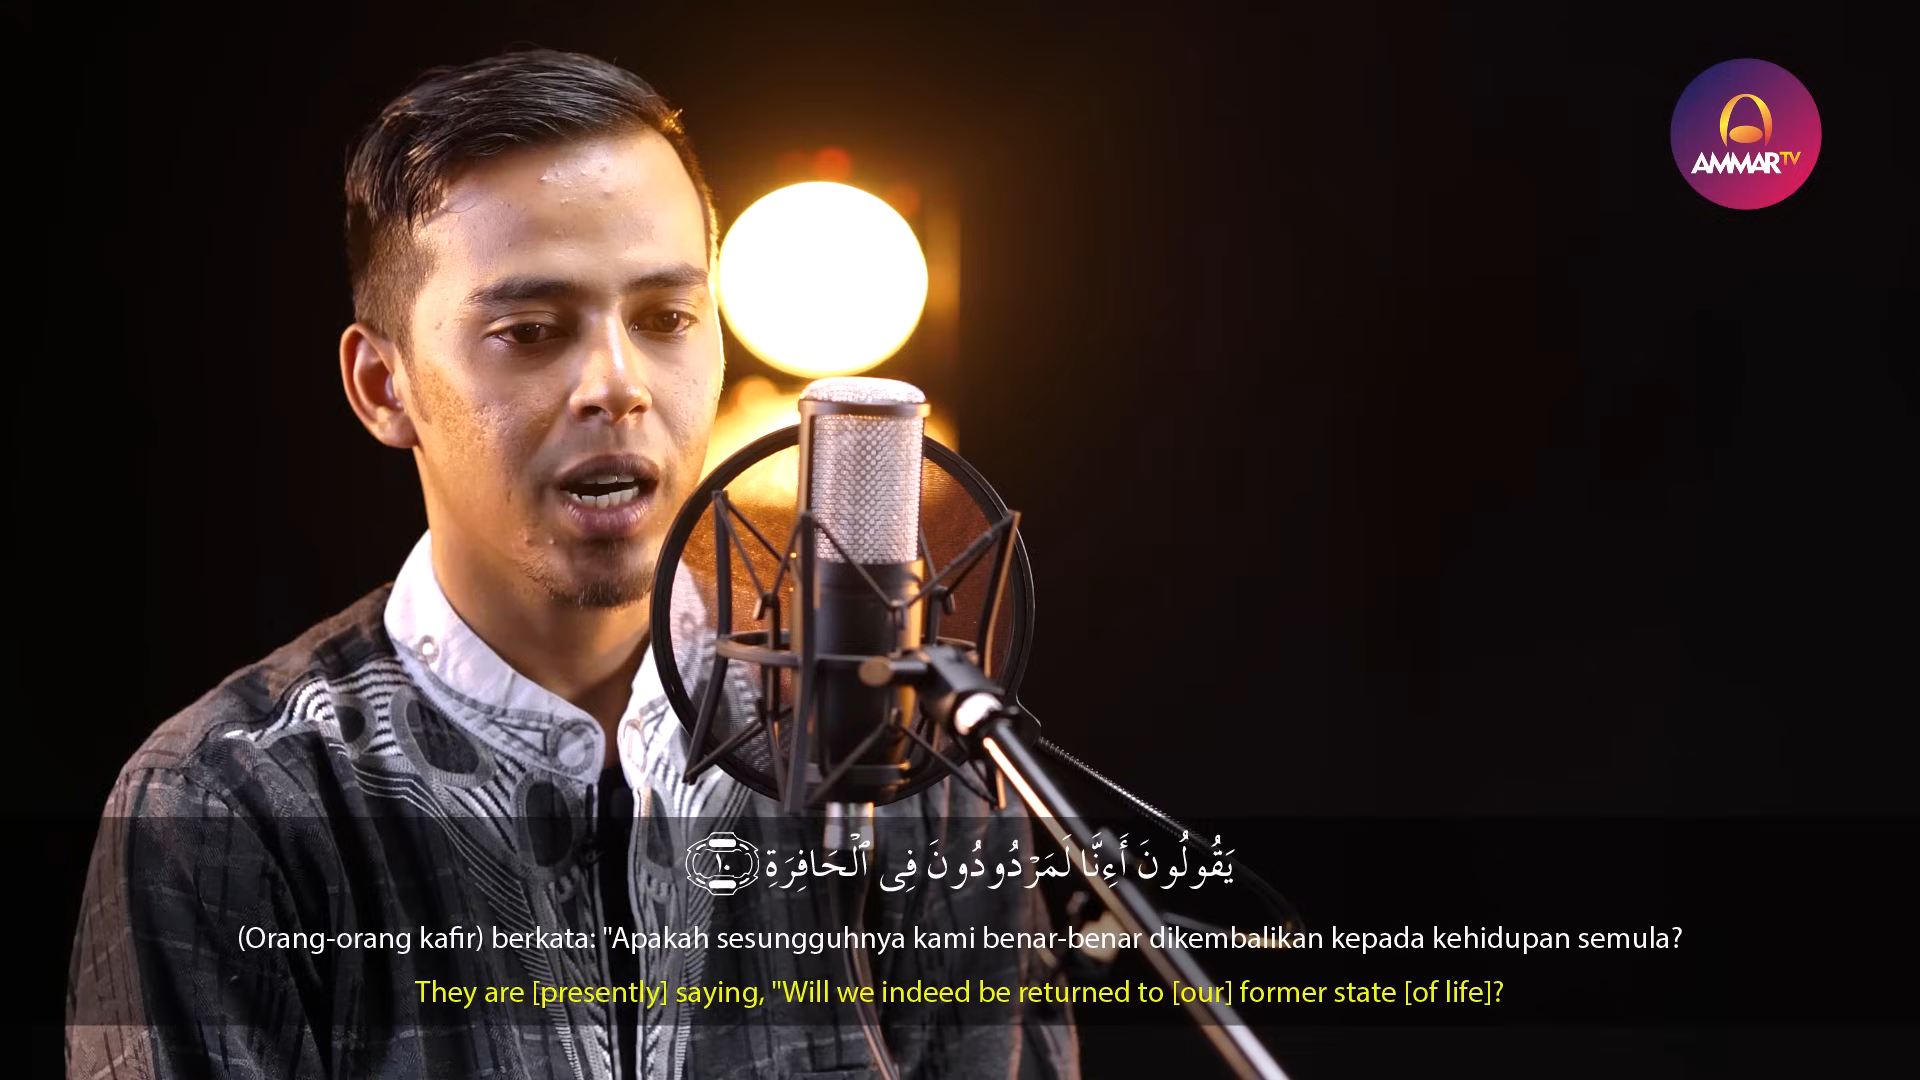 AMMARTV
يَقُولُونَ أَءِنَّا لَمَرْدُودُونَ فِى ٱلْحَافِرَةِ ١٠
(Orang-orang kafir) berkata: "Apakah sesungguhnya kami benar-benar dikembalikan kepada kehidupan semula?
They are [presently] saying, "Will we indeed be returned to [our] former state [of life]?